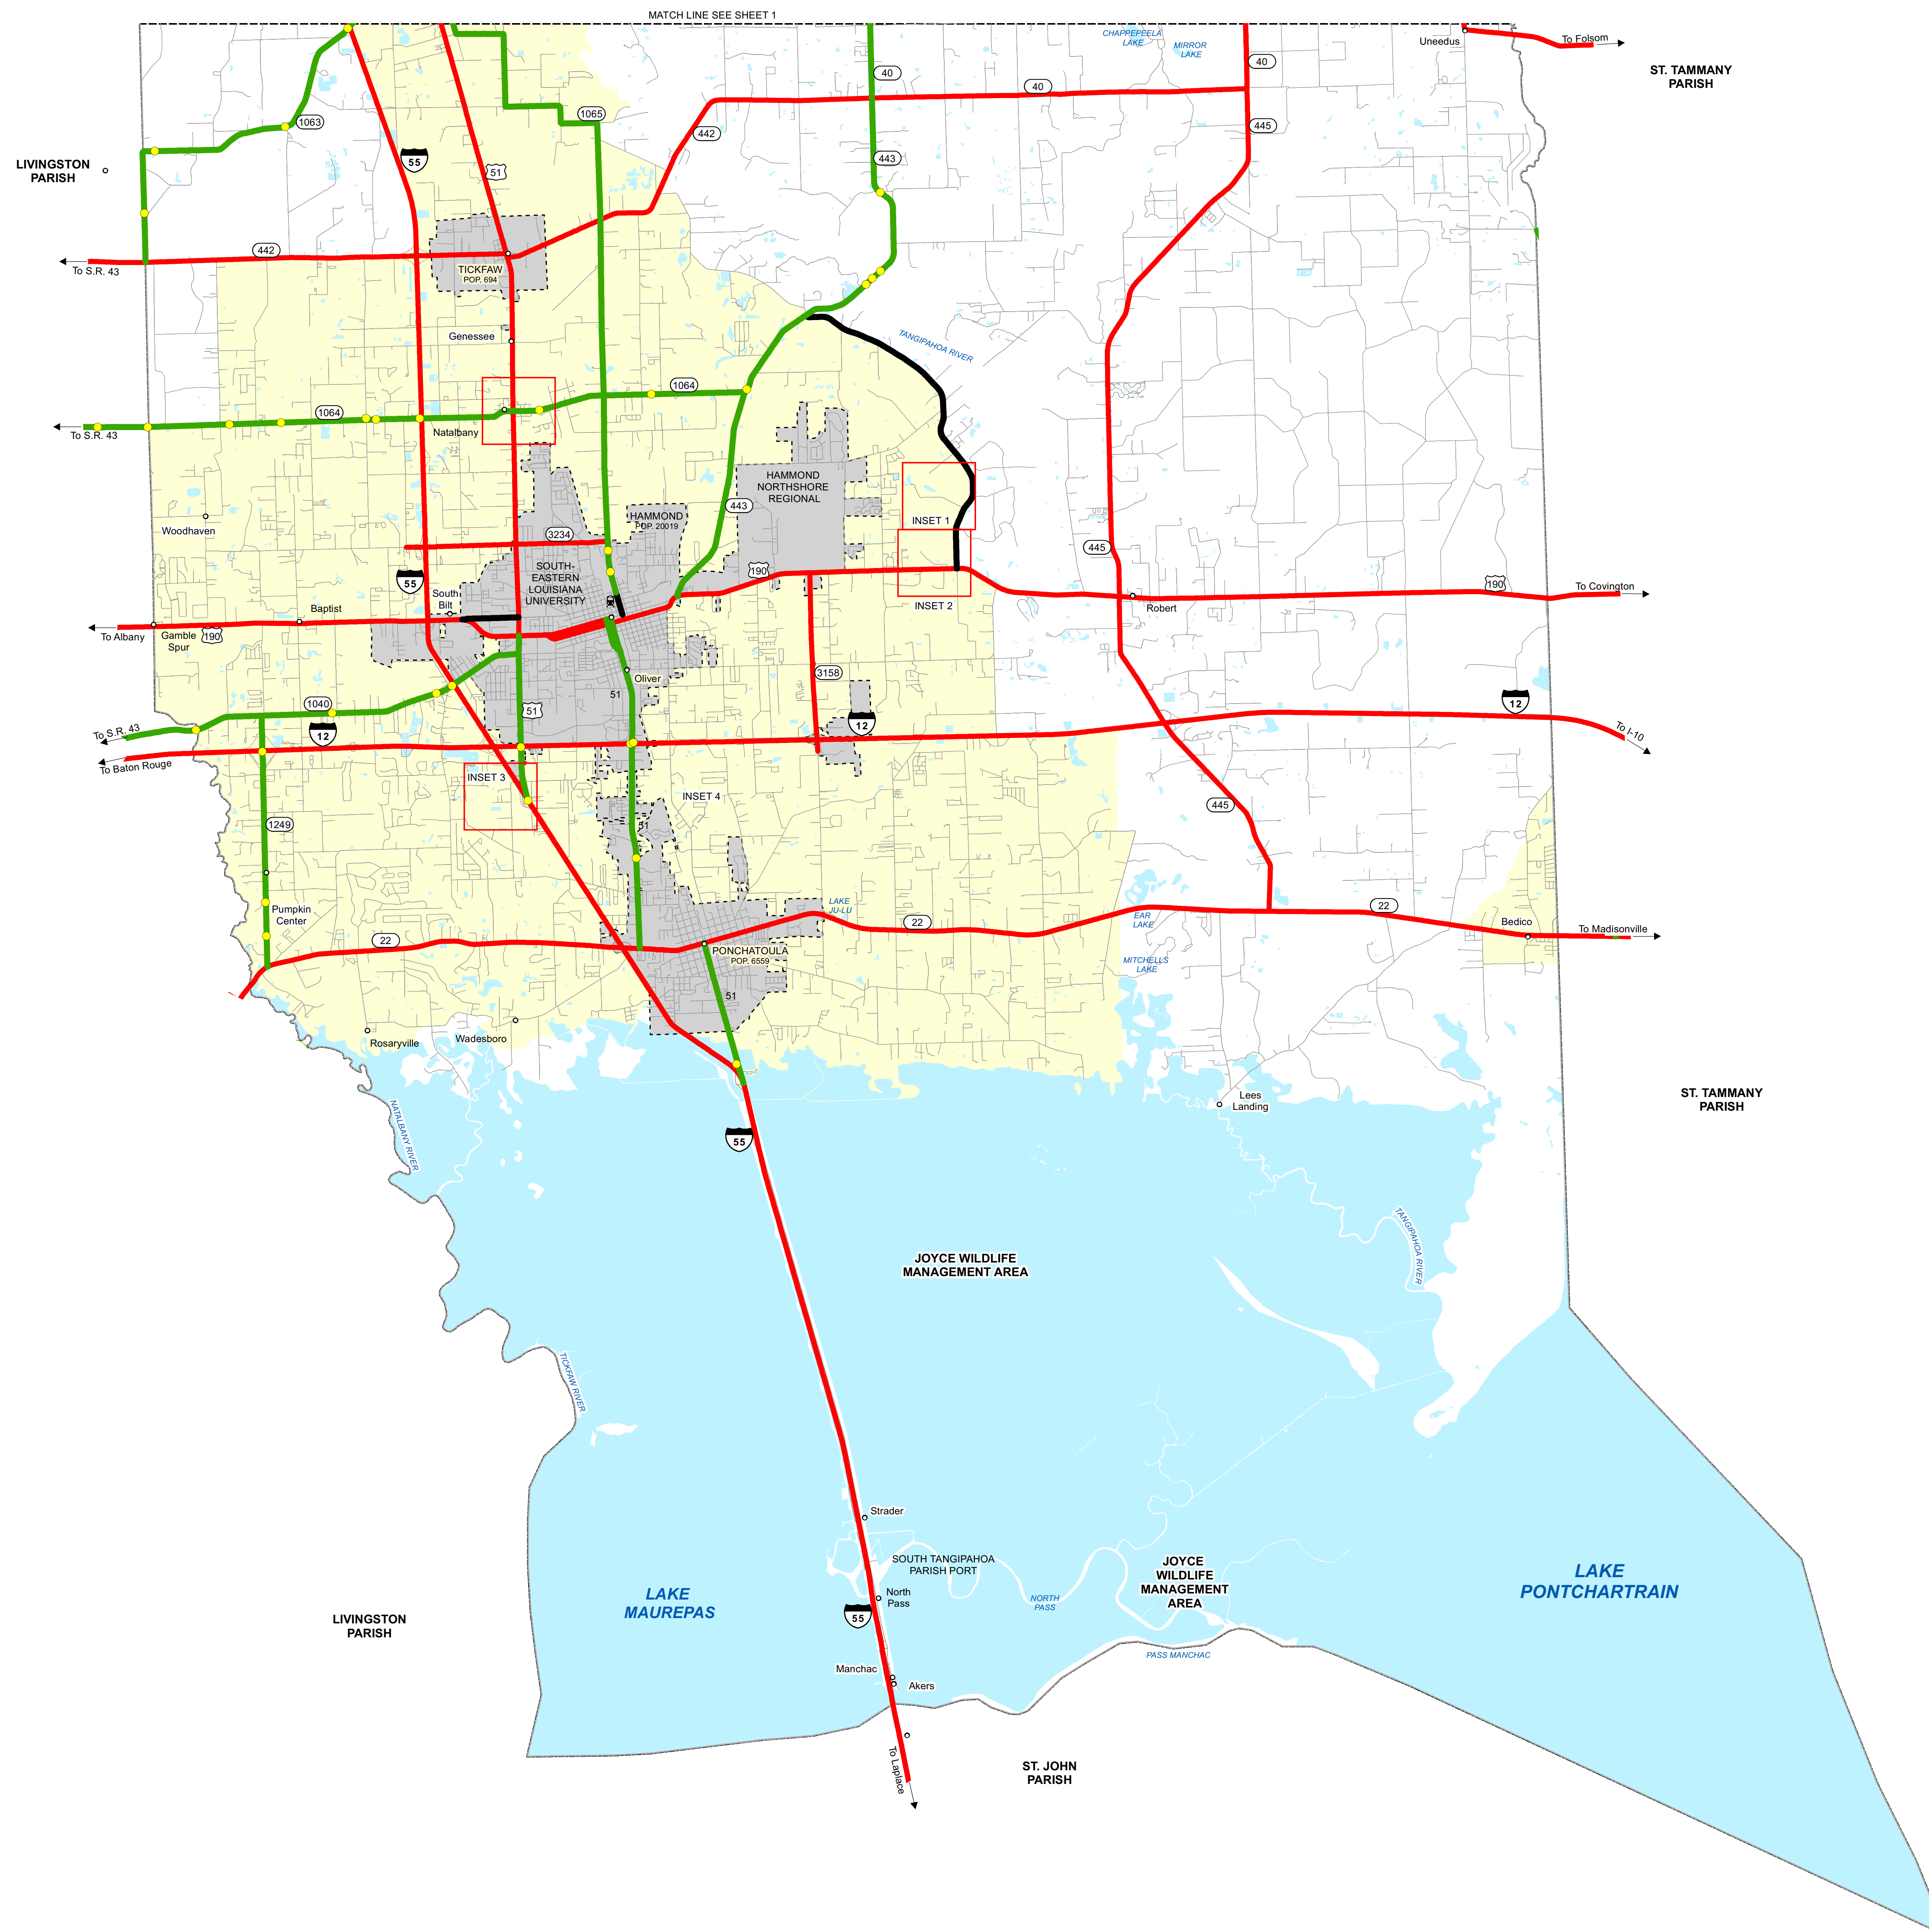 MATCH LINE SEE SHEET 1
CHAPPEPEELA
LAKE
MIRROR
LAKE
Uneedus
To Folsom
ST. TAMMANY
PARISH
40
40
40
1063
1065
442
445
443
55
51
LIVINGSTON
PARISH
442
To S.R. 43
TICKFAW
POP. 694
Genessee
TANGIPAHOA RIVER
1064
1064
To S.R. 43
Natalbany
HAMMOND
NORTHSHORE
REGIONAL
443
INSET 1
Woodhaven
HAMMOND
POP. 20019
3234
445
SOUTH-
EASTERN
LOUISIANA
UNIVERSITY
190
55
South
Bilt
Baptist
INSET 2
Robert
190
To Covington
To Albany
Gamble
Spur
190
Oliver
51
3158
1040
51
12
12
12
To S.R. 43
To Baton Rouge
To I-10
INSET 3
INSET 4
445
1249
51
Pumpkin
Center
LAKE
JU-LU
22
22
22
EAR
LAKE
Bedico
To Madisonville
PONCHATOULA
POP. 6559
MITCHELLS
LAKE
51
Rosaryville
Wadesboro
Lees
Landing
ST. TAMMANY
PARISH
NATALBANY RIVER
55
TANGIPAHOA RIVER
JOYCE WILDLIFE
MANAGEMENT AREA
TICKFAW RIVER
Strader
SOUTH TANGIPAHOA
PARISH PORT
JOYCE
WILDLIFE
MANAGEMENT
AREA
LAKE
PONTCHARTRAIN
LAKE
MAUREPAS
North
Pass
NORTH
PASS
55
LIVINGSTON
PARISH
PASS MANCHAC
Manchac
Akers
To Laplace
ST. JOHN
PARISH